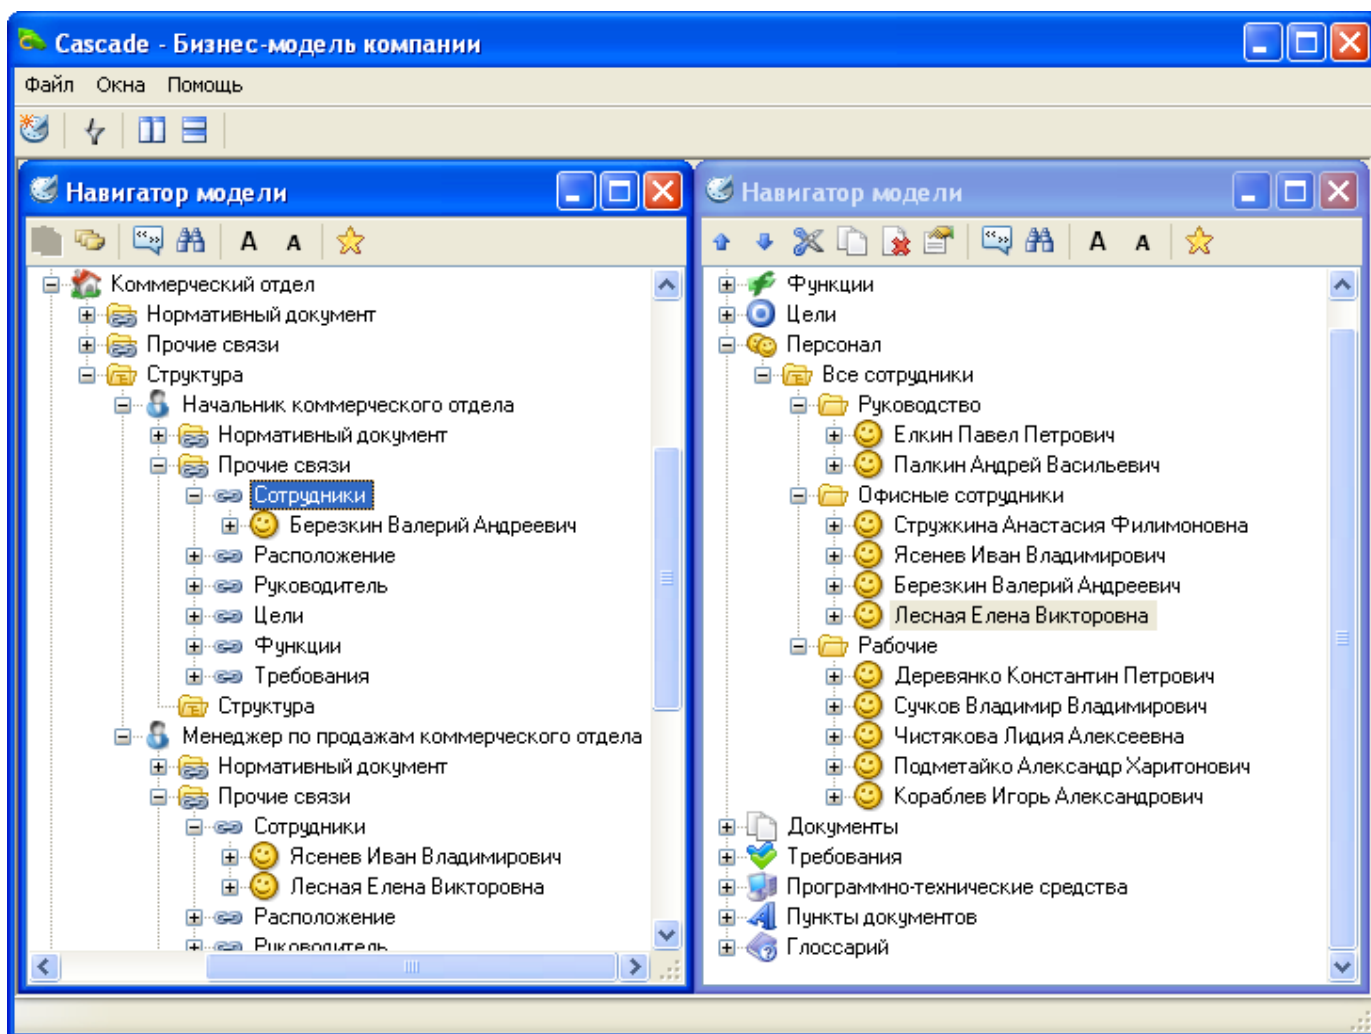 Cascade - Бизнес-модель компании
Файл Окна Помощь
Навигатор модели
A A
Коммерческий отдел
Нормативный документ
Прочие связи
Структура
Начальник коммерческого отдела
Нормативный документ
Прочие связи
Сотрудники
Березкин Валерий Андреевич
Расположение
Руководитель
Цели
Функции
Требования
Структура
Менеджер по продажам коммерческого отдела
Нормативный документ
Прочие связи
Сотрудники
Ясенев Иван Владимирович
Лесная Елена Викторовна
Расположение
Руководитель
Навигатор модели
A A
Функции
Цели
Персонал
Все сотрудники
Руководство
Елкин Павел Петрович
Палкин Андрей Васильевич
Офисные сотрудники
Стружкина Анастасия Филимоновна
Ясенев Иван Владимирович
Березкин Валерий Андреевич
Лесная Елена Викторовна
Рабочие
Деревянко Константин Петрович
Сучков Владимир Владимирович
Чистякова Лидия Алексеевна
Подметайко Александр Харитонович
Кораблев Игорь Александрович
Документы
Требования
Программно-технические средства
Пункты документов
Глоссарий